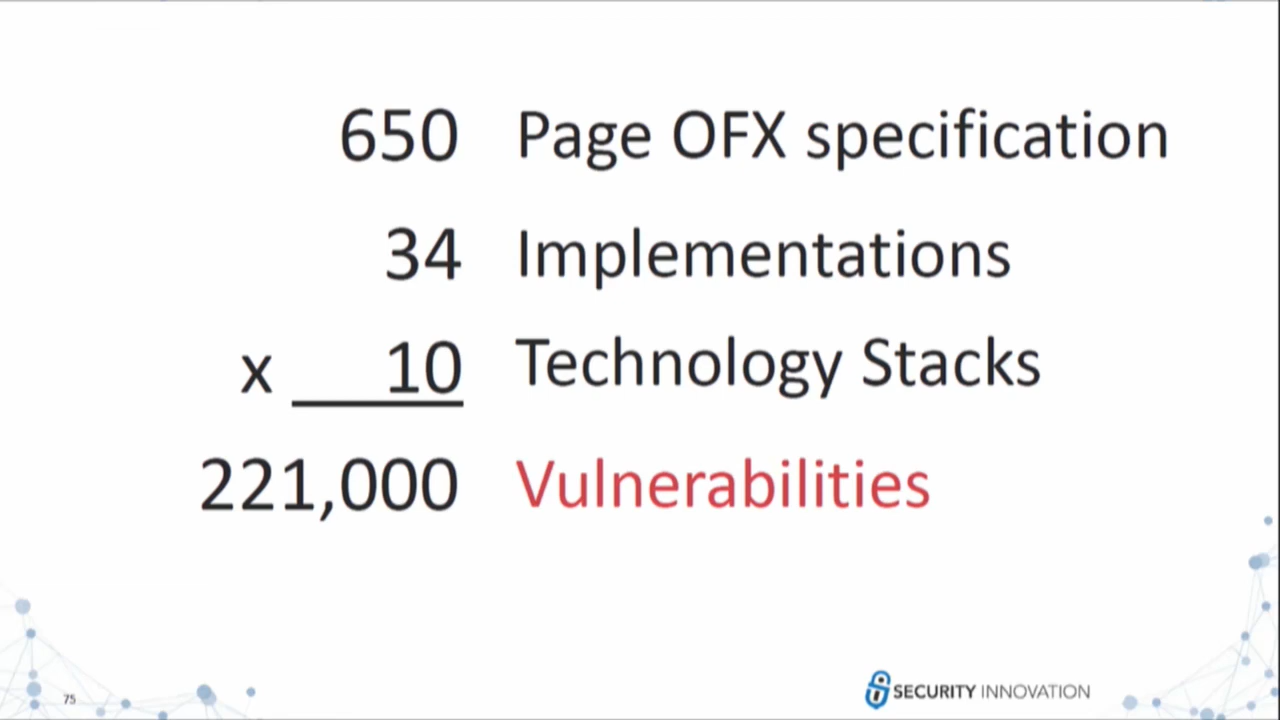 650 Page OFX specification
34 Implementations
x 10 Technology Stacks
221,000 Vulnerabilities
75
SECURITY INNOVATION